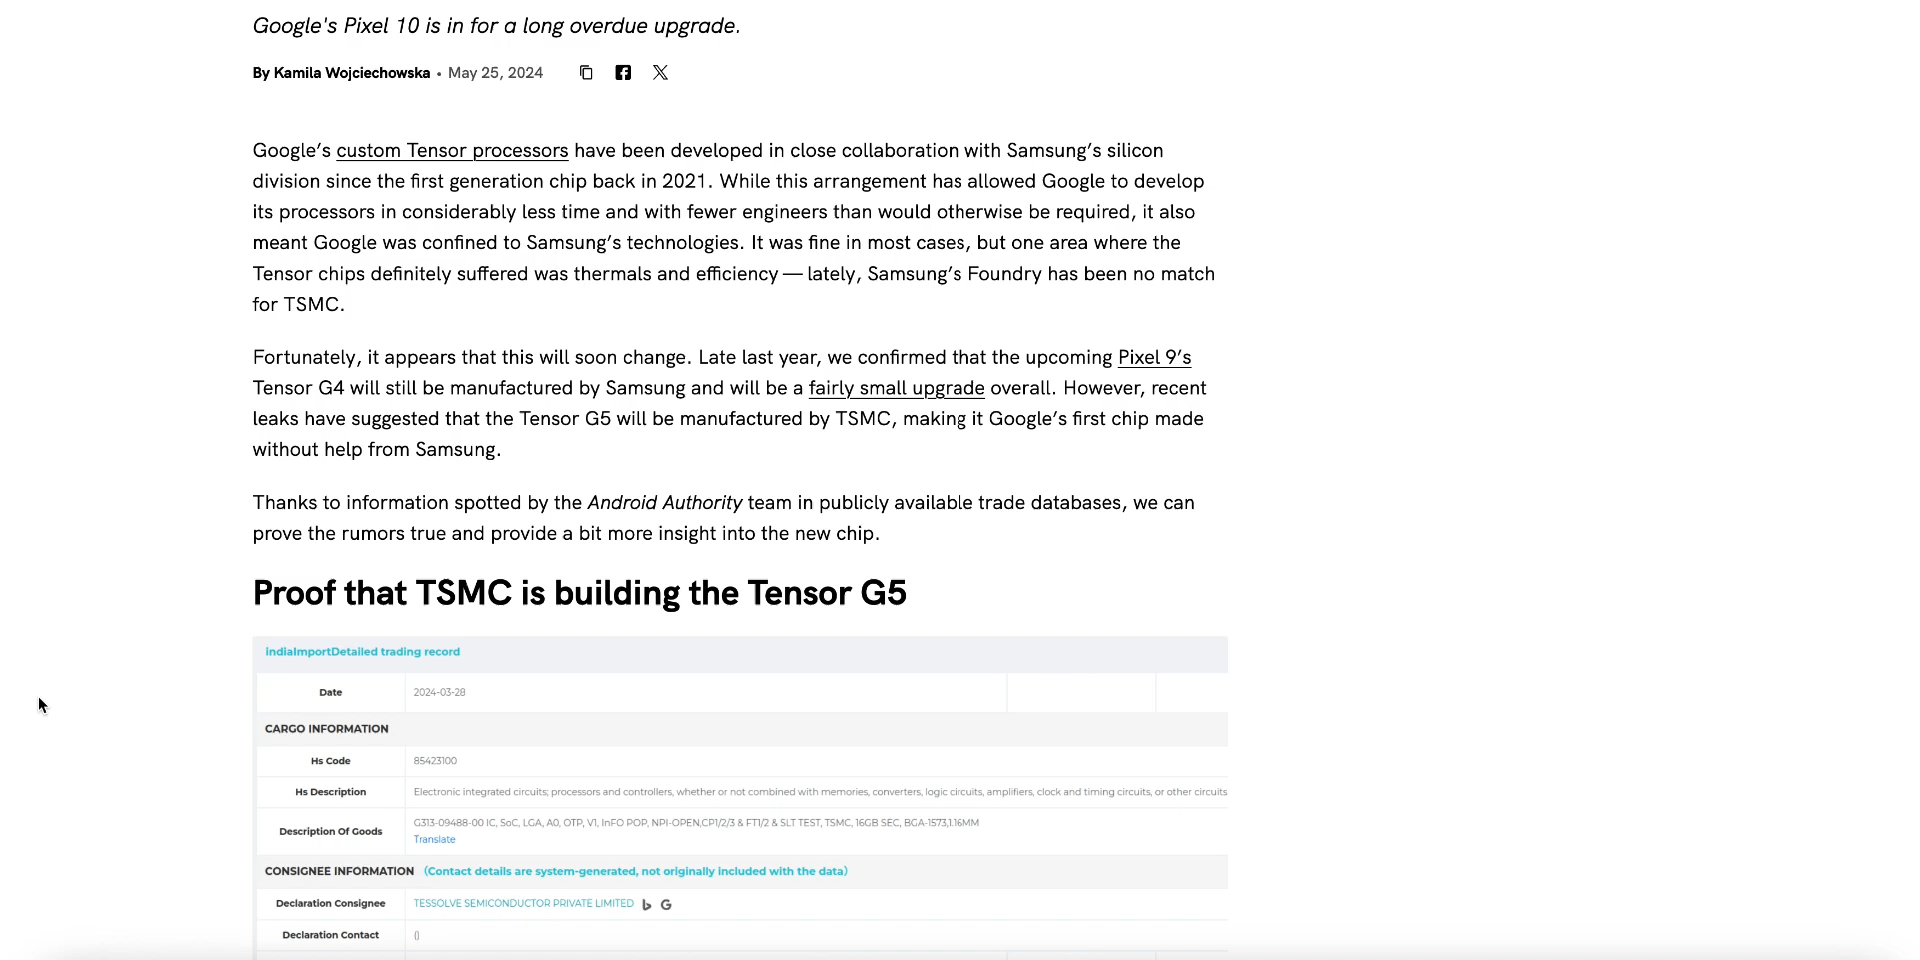 Google's Pixel 10 is in for a long overdue upgrade.
By Kamila Wojciechowska • May 25, 2024
Google’s custom Tensor processors have been developed in close collaboration with Samsung’s silicon
division since the first generation chip back in 2021. While this arrangement has allowed Google to develop
its processors in considerably less time and with fewer engineers than would otherwise be required, it also
meant Google was confined to Samsung’s technologies. It was fine in most cases, but one area where the
Tensor chips definitely suffered was thermals and efficiency — lately, Samsung’s Foundry has been no match
for TSMC.
Fortunately, it appears that this will soon change. Late last year, we confirmed that the upcoming Pixel 9’s
Tensor G4 will still be manufactured by Samsung and will be a fairly small upgrade overall. However, recent
leaks have suggested that the Tensor G5 will be manufactured by TSMC, making it Google’s first chip made
without help from Samsung.
Thanks to information spotted by the Android Authority team in publicly available trade databases, we can
prove the rumors true and provide a bit more insight into the new chip.
Proof that TSMC is building the Tensor G5
indiaImportDetailed trading record
Date 2024-03-28
CARGO INFORMATION
Hs Code 85423100
Hs Description Electronic integrated circuits; processors and controllers, whether or not combined with memories, converters, logic circuits, amplifiers, clock and timing circuits, or other circuits
Description Of Goods G313-09488-00 IC, SoC, LGA, A0, OTP, V1, InFO POP, NPI-OPEN,CP1/2/3 & FT1/2 & SLT TEST, TSMC, 16GB SEC, BGA-1573,1.16MM
Translate
CONSIGNEE INFORMATION (Contact details are system-generated, not originally included with the data)
Declaration Consignee TESSOLVE SEMICONDUCTOR PRIVATE LIMITED
Declaration Contact []